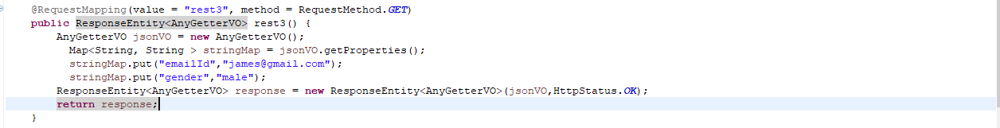 @RequestMapping(value = "rest3", method = RequestMethod.GET)
public ResponseEntity<AnyGetterVO> rest3() {
AnyGetterVO jsonVO = new AnyGetterVO();
Map<String, String > stringMap = jsonVO.getProperties();
stringMap.put("emailId","james@gmail.com");
stringMap.put("gender","male");
ResponseEntity<AnyGetterVO> response = new ResponseEntity<AnyGetterVO>(jsonVO,HttpStatus.OK);
return response;
}